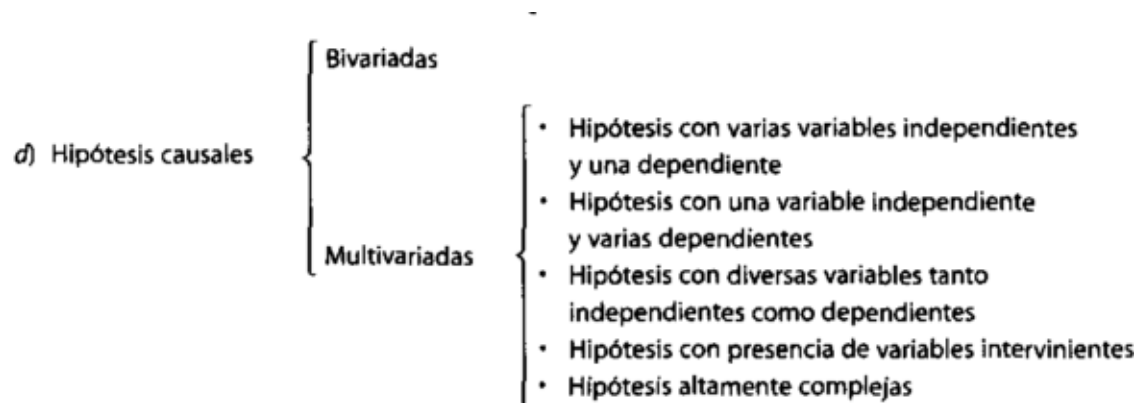 Bivariadas
d) Hipótesis causales
Multivariadas
• Hipótesis con varias variables independientes
y una dependiente
• Hipótesis con una variable independiente
y varias dependientes
• Hipótesis con diversas variables tanto
independientes como dependientes
• Hipótesis con presencia de variables intervinientes
• Hipótesis altamente complejas